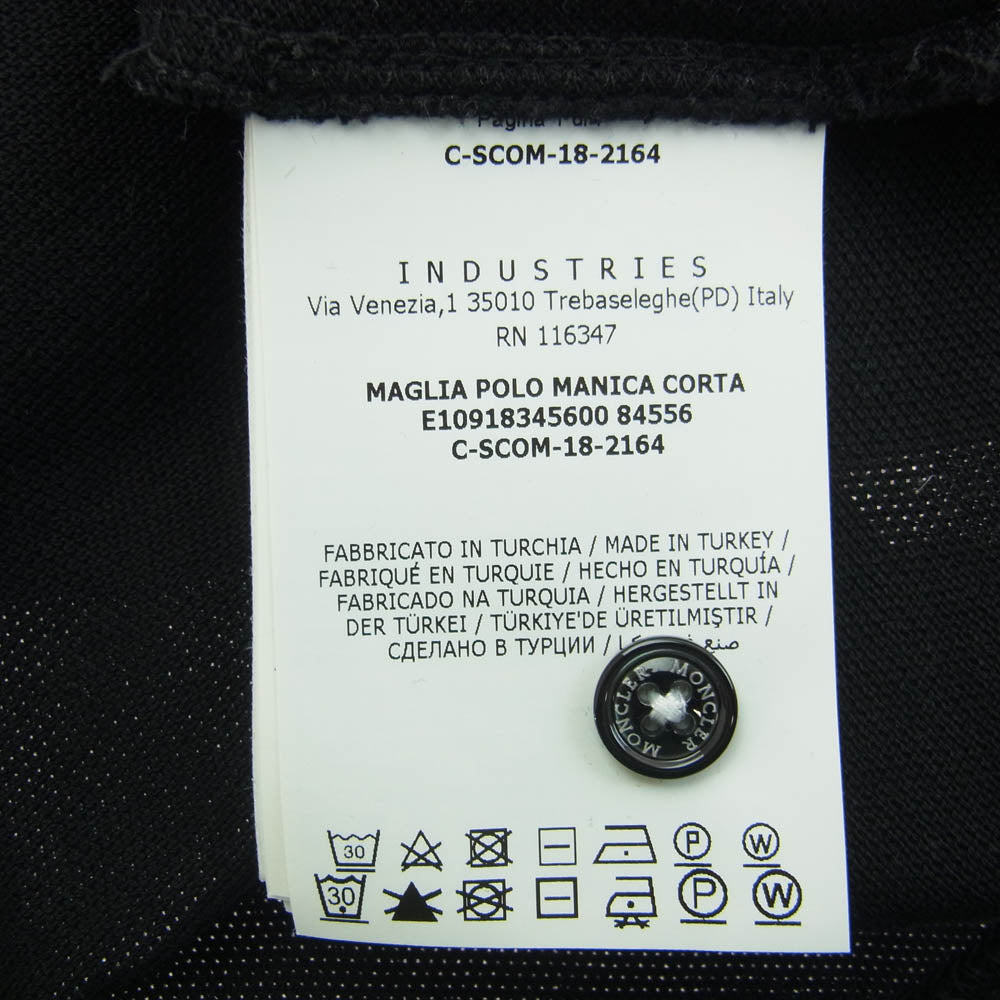 C-SCOM-18-2164
INDUSTRIES
Via Venezia,1 35010 Trebaseleghe(PD) Italy
RN 116347
MAGLIA POLO MANICA CORTA
E10918345600 84556
C-SCOM-18-2164
FABBRICATO IN TURCHIA / MADE IN TURKEY /
FABRIQUÉ EN TURQUIE / HECHO EN TURQUÍA /
FABRICADO NA TURQUIA / HERGESTELLT IN
DER TÜRKEI / TÜRKIYE'DE ÜRETILMIŞTIR /
СДЕЛАНО В ТУРЦИИ / صنع
MONCLER MONCLER
30 P W
30 P W